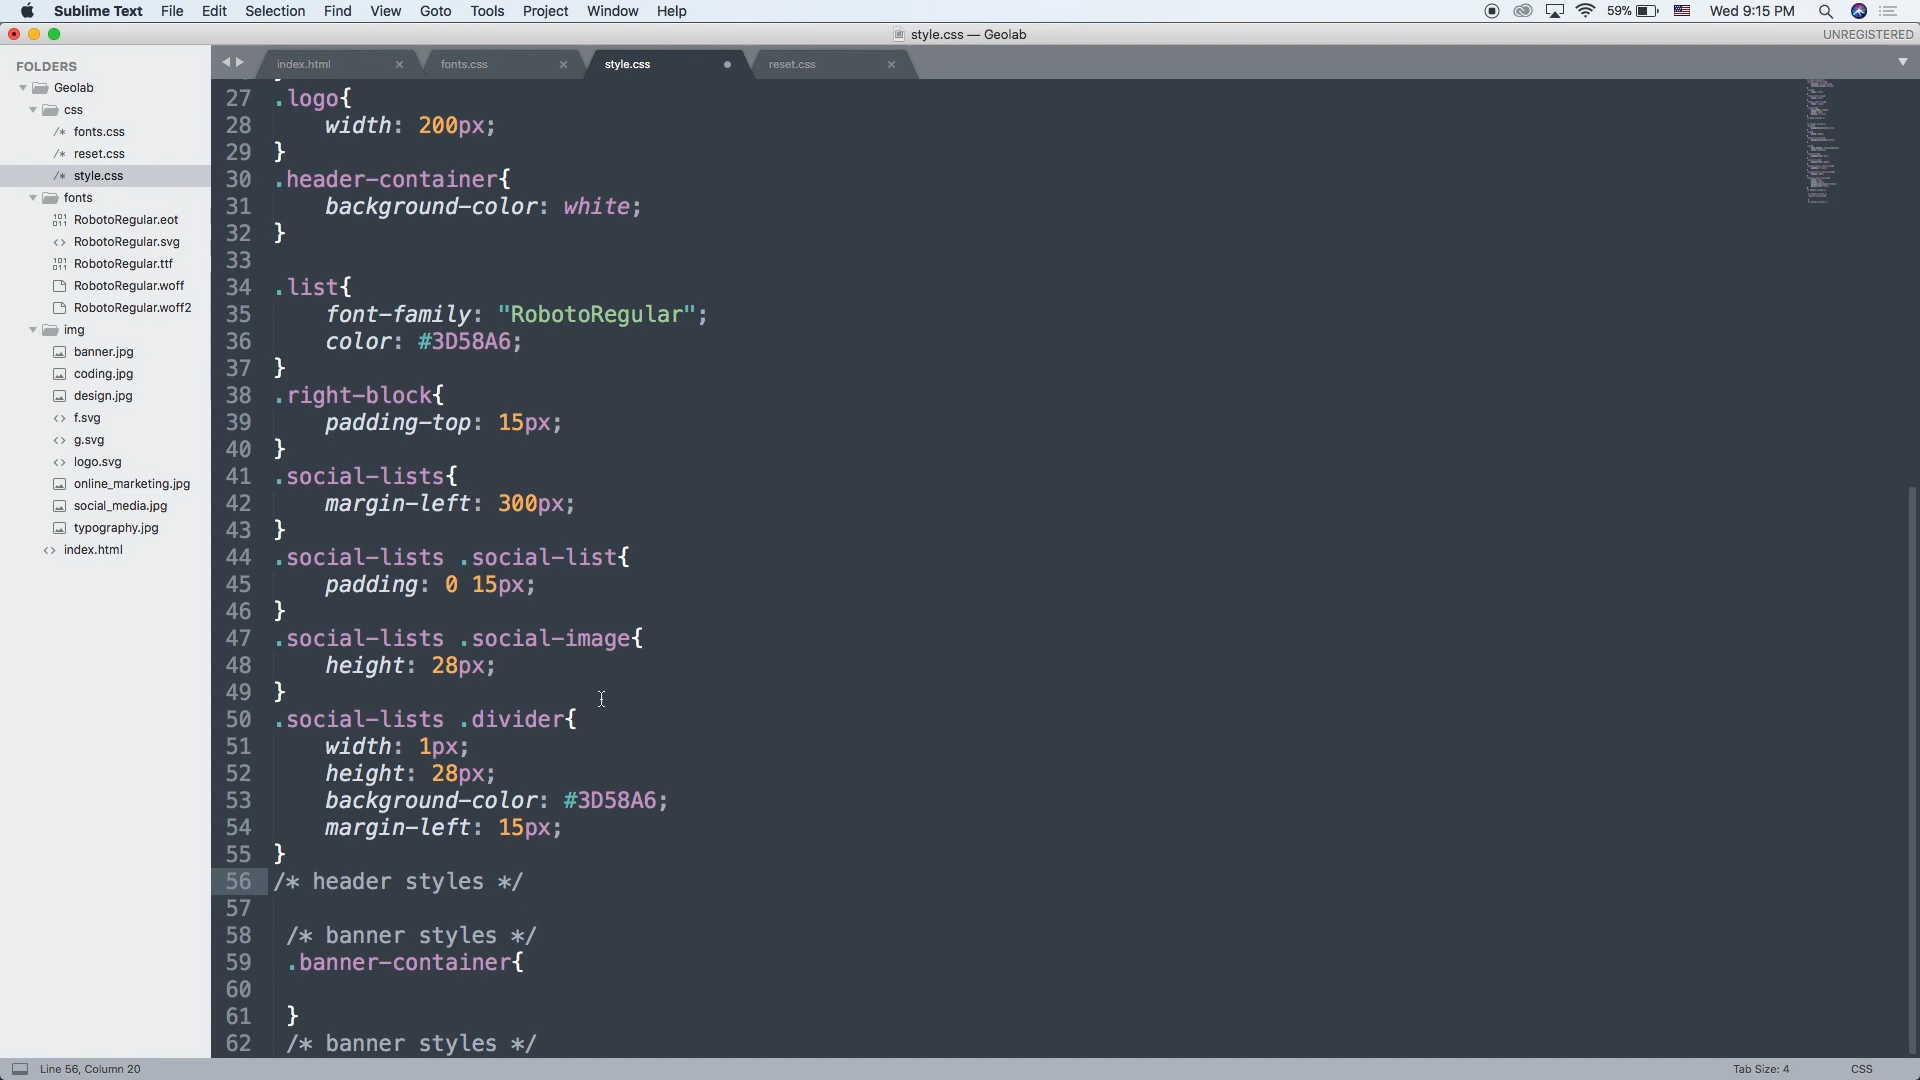 Sublime Text File Edit Selection Find View Goto Tools Project Window Help 59% Wed 9:15 PM
style.css — Geolab UNREGISTERED
FOLDERS
Geolab
css
/* fonts.css
/* reset.css
/* style.css
fonts
RobotoRegular.eot
<> RobotoRegular.svg
RobotoRegular.ttf
RobotoRegular.woff
RobotoRegular.woff2
img
banner.jpg
coding.jpg
design.jpg
<> f.svg
<> g.svg
<> logo.svg
online_marketing.jpg
social_media.jpg
typography.jpg
<> index.html
index.html fonts.css style.css reset.css
27 .logo{
28 width: 200px;
29 }
30 .header-container{
31 background-color: white;
32 }
33
34 .list{
35 font-family: "RobotoRegular";
36 color: #3D58A6;
37 }
38 .right-block{
39 padding-top: 15px;
40 }
41 .social-lists{
42 margin-left: 300px;
43 }
44 .social-lists .social-list{
45 padding: 0 15px;
46 }
47 .social-lists .social-image{
48 height: 28px;
49 }
50 .social-lists .divider{
51 width: 1px;
52 height: 28px;
53 background-color: #3D58A6;
54 margin-left: 15px;
55 }
56 /* header styles */
57
58 /* banner styles */
59 .banner-container{
60
61 }
62 /* banner styles */
Line 56, Column 20 Tab Size: 4 CSS